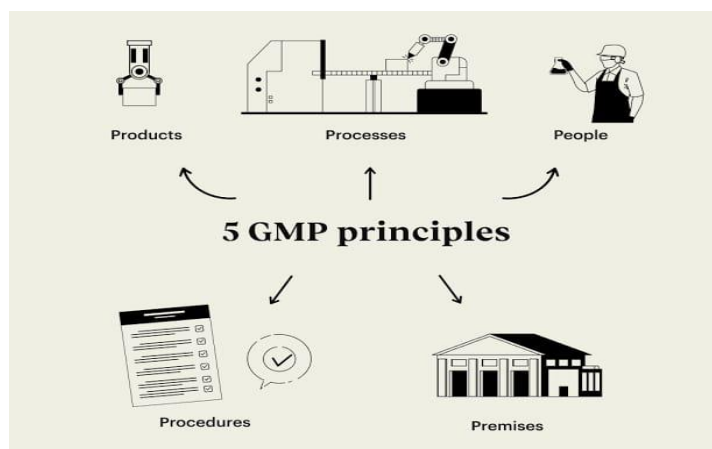 Products
Processes
People
5 GMP principles
Procedures
Premises